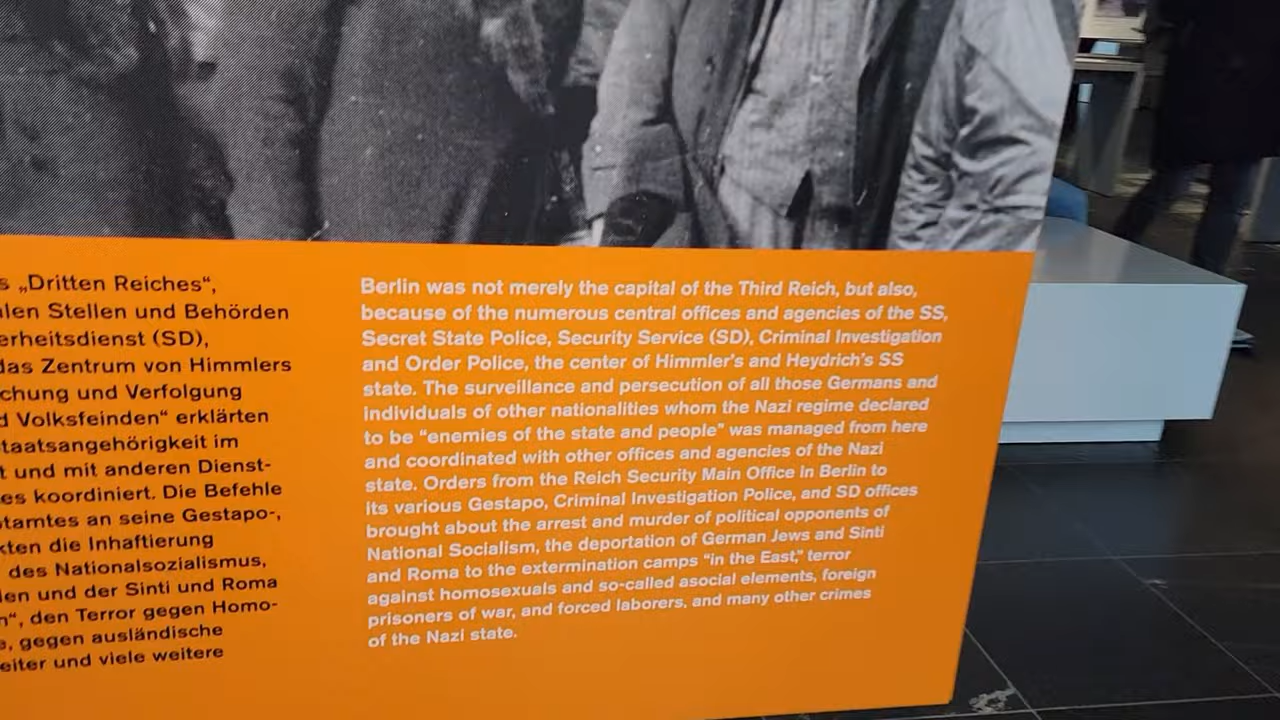 s „Dritten Reiches“,
alen Stellen und Behörden
erheitsdienst (SD),
das Zentrum von Himmlers
chung und Verfolgung
d Volksfeinden“ erklärten
taatsangehörigkeit im
t und mit anderen Dienst-
es koordiniert. Die Befehle
ptamtes an seine Gestapo-,
kten die Inhaftierung
des Nationalsozialismus,
den und der Sinti und Roma
n“, den Terror gegen Homo-
e, gegen ausländische
eiter und viele weitere
Berlin was not merely the capital of the Third Reich, but also,
because of the numerous central offices and agencies of the SS,
Secret State Police, Security Service (SD), Criminal Investigation
and Order Police, the center of Himmler’s and Heydrich’s SS
state. The surveillance and persecution of all those Germans and
individuals of other nationalities whom the Nazi regime declared
to be “enemies of the state and people” was managed from here
and coordinated with other offices and agencies of the Nazi
state. Orders from the Reich Security Main Office in Berlin to
its various Gestapo, Criminal Investigation Police, and SD offices
brought about the arrest and murder of political opponents of
National Socialism, the deportation of German Jews and Sinti
and Roma to the extermination camps “in the East,” terror
against homosexuals and so-called asocial elements, foreign
prisoners of war, and forced laborers, and many other crimes
of the Nazi state.